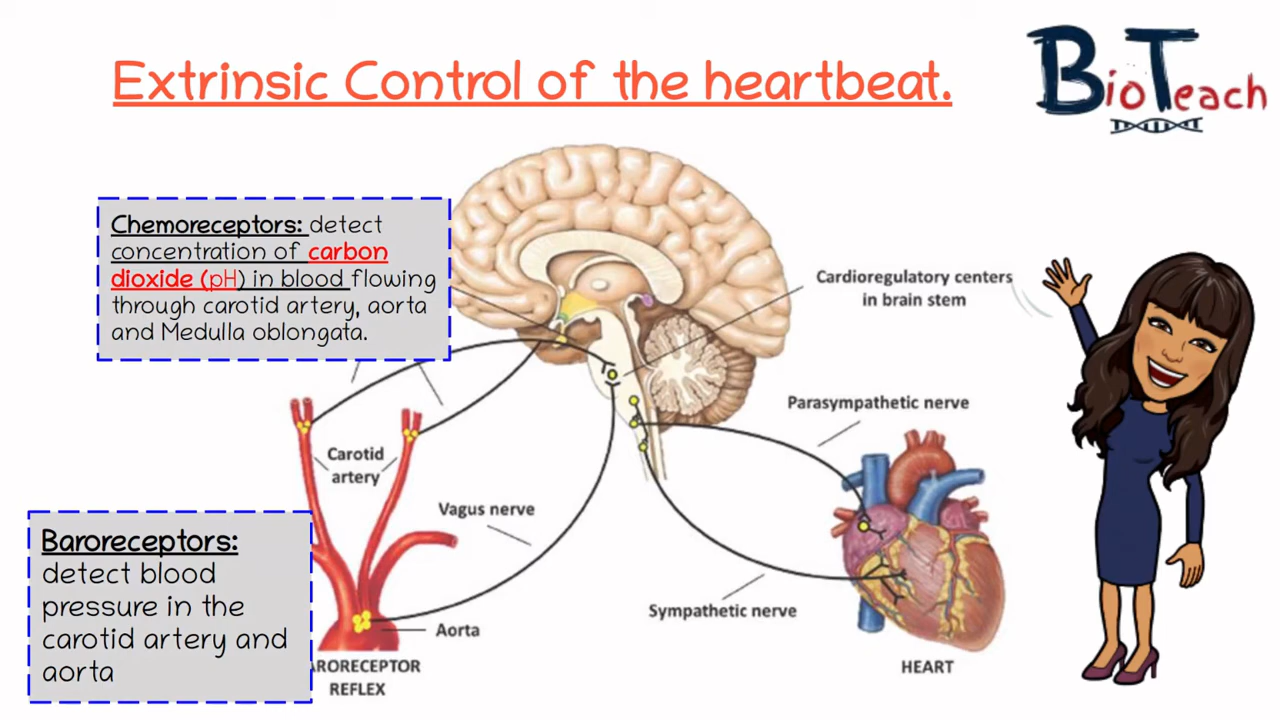 Extrinsic Control of the heartbeat.
BioTeach
Chemoreceptors: detect
concentration of carbon
dioxide (pH) in blood flowing
through carotid artery, aorta
and Medulla oblongata.
Cardioregulatory centers
in brain stem
Parasympathetic nerve
Carotid
artery
Vagus nerve
Baroreceptors:
detect blood
pressure in the
carotid artery and
aorta
Sympathetic nerve
Aorta
ARORECEPTOR
REFLEX
HEART